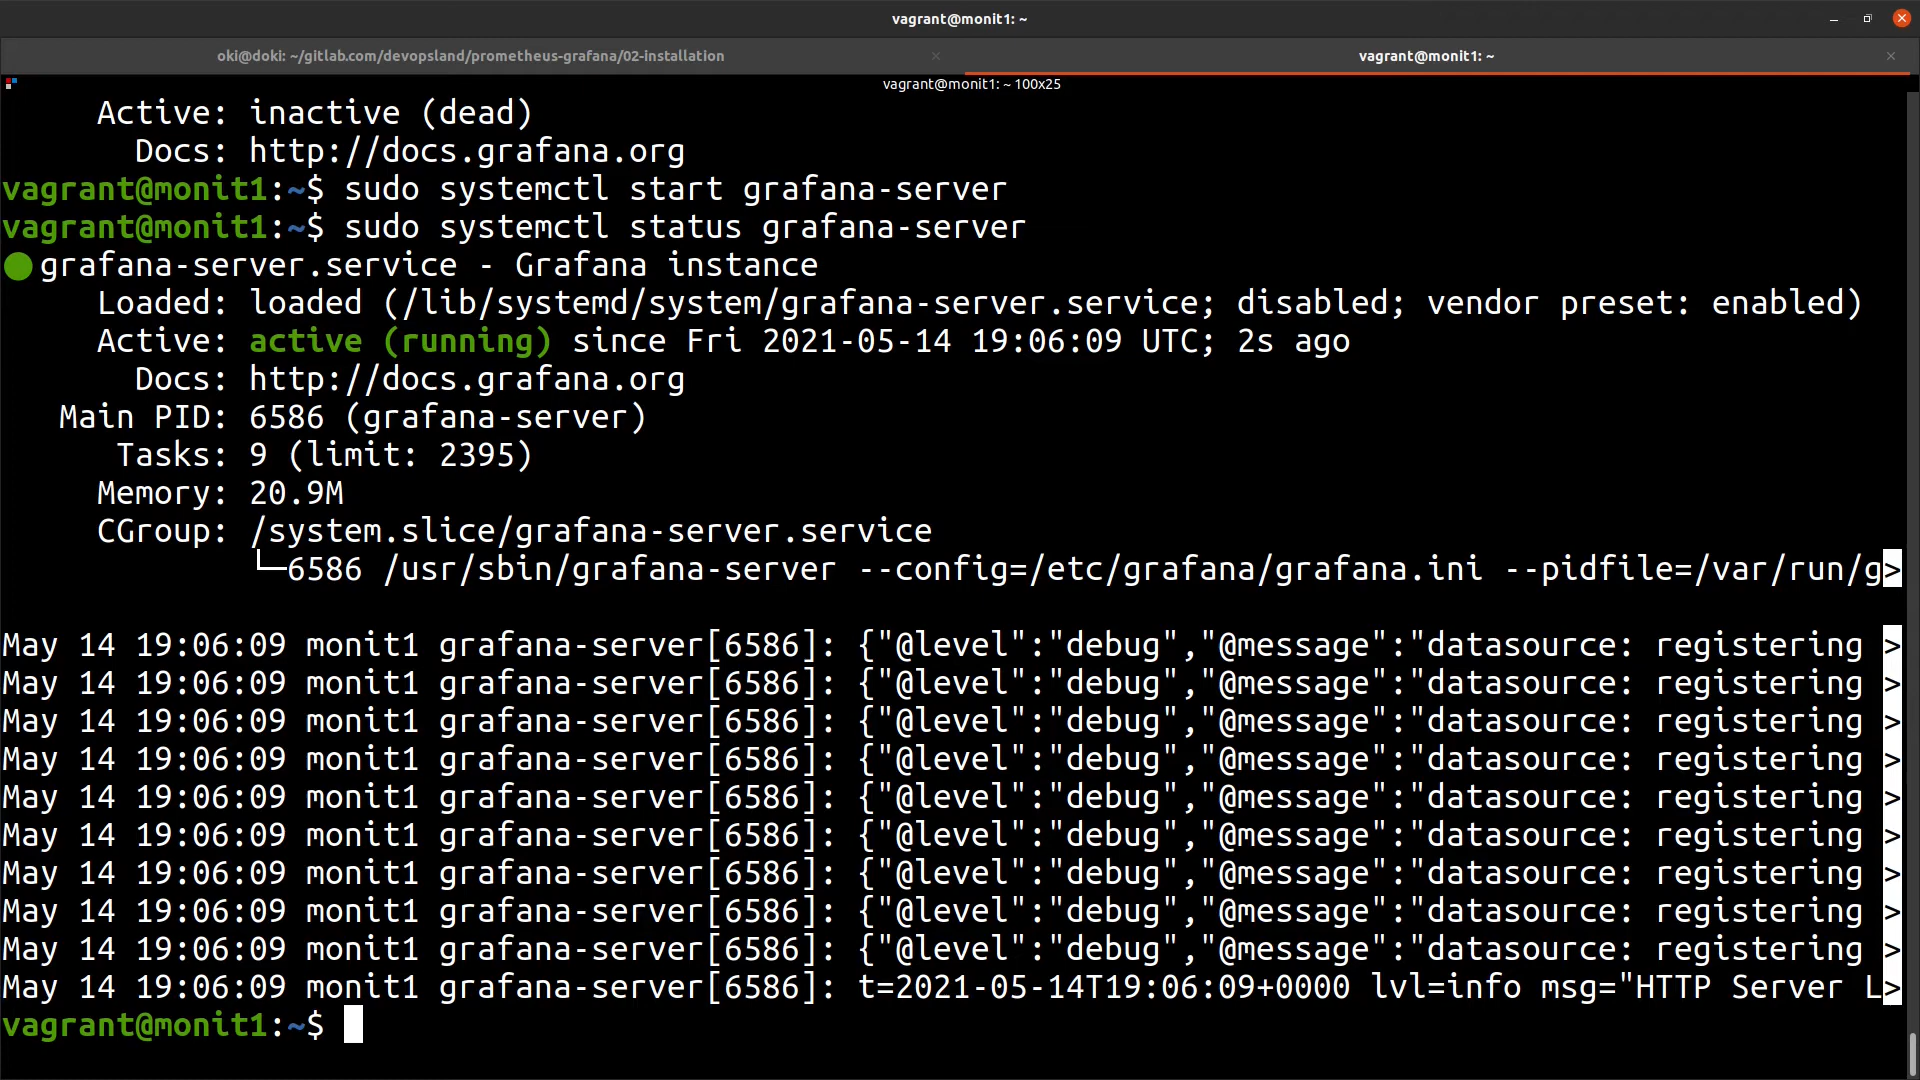 vagrant@monit1: ~
oki@doki: ~/gitlab.com/devopsland/prometheus-grafana/02-installation
vagrant@monit1: ~
vagrant@monit1: ~ 100x25
Active: inactive (dead)
Docs: http://docs.grafana.org
vagrant@monit1:~$ sudo systemctl start grafana-server
vagrant@monit1:~$ sudo systemctl status grafana-server
● grafana-server.service - Grafana instance
Loaded: loaded (/lib/systemd/system/grafana-server.service; disabled; vendor preset: enabled)
Active: active (running) since Fri 2021-05-14 19:06:09 UTC; 2s ago
Docs: http://docs.grafana.org
Main PID: 6586 (grafana-server)
Tasks: 9 (limit: 2395)
Memory: 20.9M
CGroup: /system.slice/grafana-server.service
└─6586 /usr/sbin/grafana-server --config=/etc/grafana/grafana.ini --pidfile=/var/run/g>
May 14 19:06:09 monit1 grafana-server[6586]: {"@level":"debug","@message":"datasource: registering >
May 14 19:06:09 monit1 grafana-server[6586]: {"@level":"debug","@message":"datasource: registering >
May 14 19:06:09 monit1 grafana-server[6586]: {"@level":"debug","@message":"datasource: registering >
May 14 19:06:09 monit1 grafana-server[6586]: {"@level":"debug","@message":"datasource: registering >
May 14 19:06:09 monit1 grafana-server[6586]: {"@level":"debug","@message":"datasource: registering >
May 14 19:06:09 monit1 grafana-server[6586]: {"@level":"debug","@message":"datasource: registering >
May 14 19:06:09 monit1 grafana-server[6586]: {"@level":"debug","@message":"datasource: registering >
May 14 19:06:09 monit1 grafana-server[6586]: {"@level":"debug","@message":"datasource: registering >
May 14 19:06:09 monit1 grafana-server[6586]: {"@level":"debug","@message":"datasource: registering >
May 14 19:06:09 monit1 grafana-server[6586]: t=2021-05-14T19:06:09+0000 lvl=info msg="HTTP Server L>
vagrant@monit1:~$